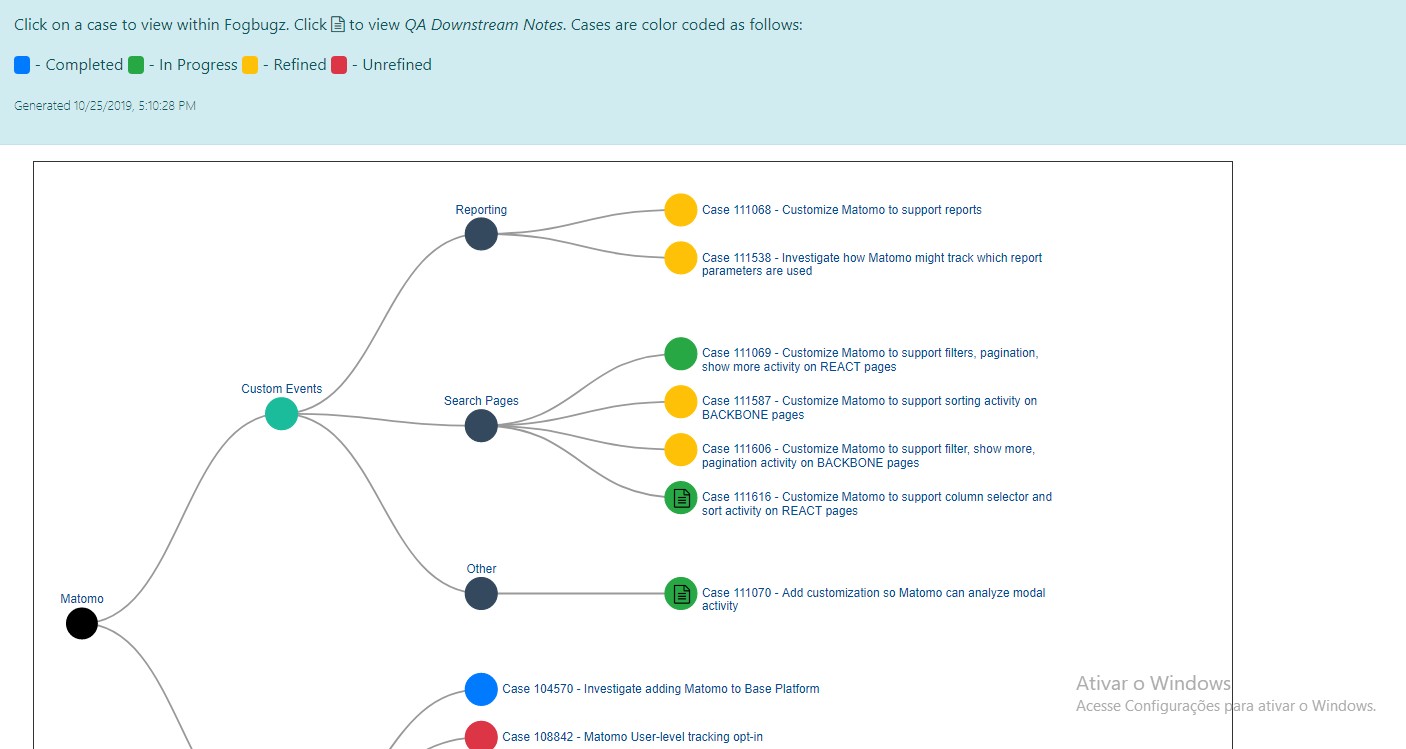 Click on a case to view within Fogbugz. Click to view QA Downstream Notes. Cases are color coded as follows:
- Completed - In Progress - Refined - Unrefined
Generated 10/25/2019, 5:10:28 PM
Reporting
Case 111068 - Customize Matomo to support reports
Case 111538 - Investigate how Matomo might track which report
parameters are used
Custom Events
Search Pages
Case 111069 - Customize Matomo to support filters, pagination,
show more activity on REACT pages
Case 111587 - Customize Matomo to support sorting activity on
BACKBONE pages
Case 111606 - Customize Matomo to support filter, show more,
pagination activity on BACKBONE pages
Case 111616 - Customize Matomo to support column selector and
sort activity on REACT pages
Other
Case 111070 - Add customization so Matomo can analyze modal
activity
Matomo
Case 104570 - Investigate adding Matomo to Base Platform
Case 108842 - Matomo User-level tracking opt-in
Ativar o Windows
Acesse Configurações para ativar o Windows.